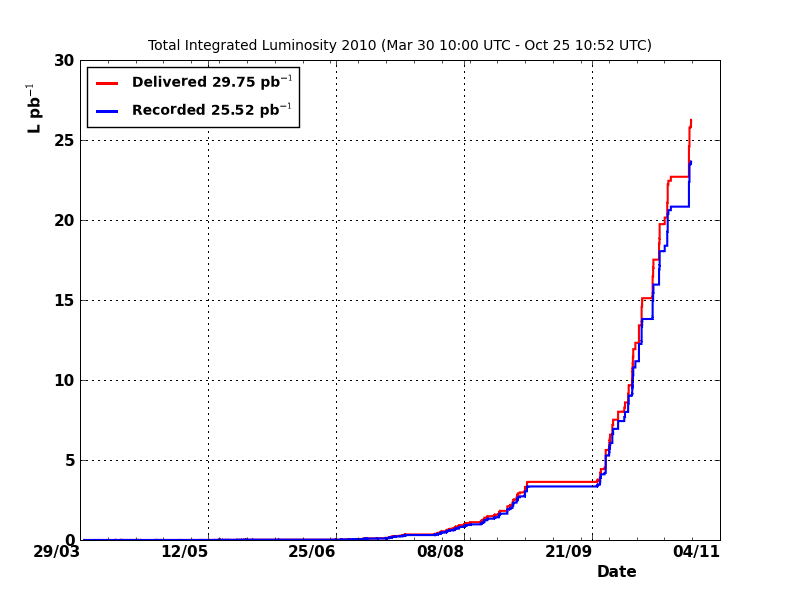 Total Integrated Luminosity 2010 (Mar 30 10:00 UTC - Oct 25 10:52 UTC)
L pb⁻¹
Delivered 29.75 pb⁻¹
Recorded 25.52 pb⁻¹
30
25
20
15
10
5
0
29/03 12/05 25/06 08/08 21/09 04/11
Date